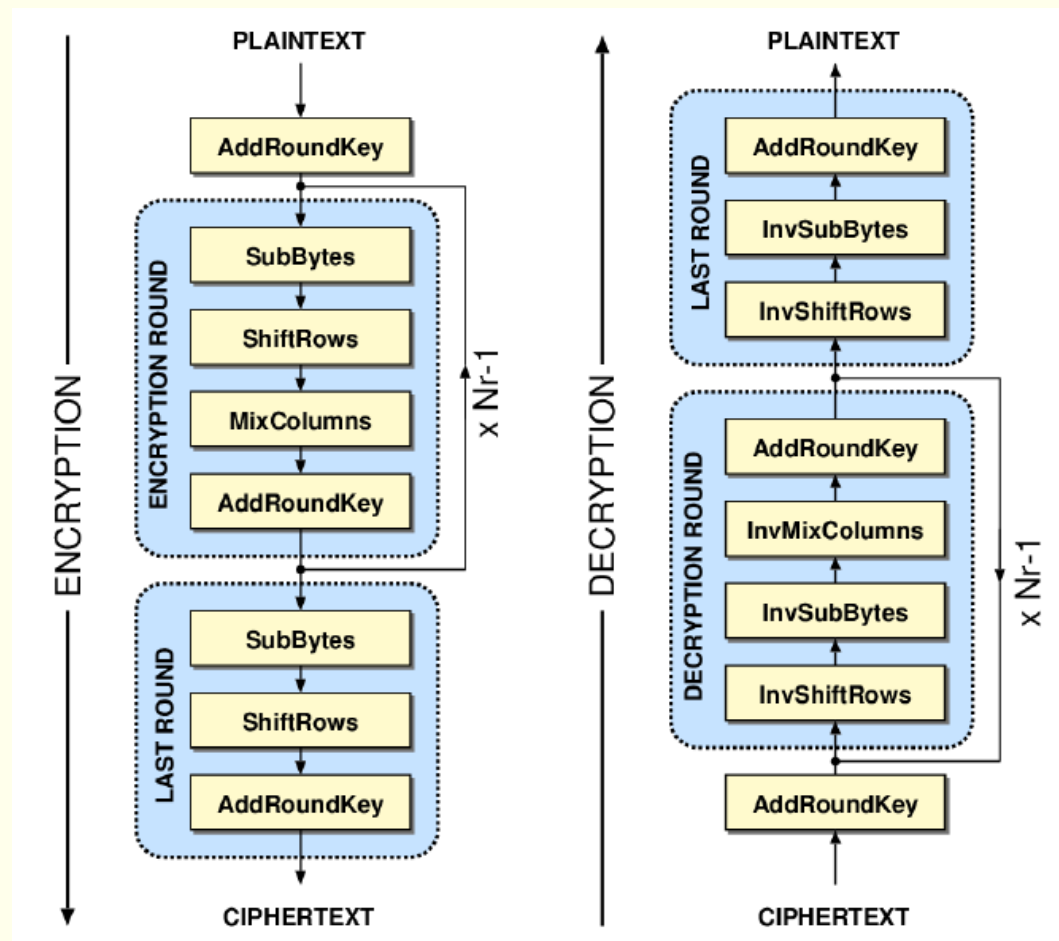 ENCRYPTION
PLAINTEXT
AddRoundKey
ENCRYPTION ROUND
SubBytes
ShiftRows
MixColumns
AddRoundKey
x Nr-1
LAST ROUND
SubBytes
ShiftRows
AddRoundKey
CIPHERTEXT
DECRYPTION
PLAINTEXT
LAST ROUND
AddRoundKey
InvSubBytes
InvShiftRows
DECRYPTION ROUND
AddRoundKey
InvMixColumns
InvSubBytes
InvShiftRows
x Nr-1
AddRoundKey
CIPHERTEXT